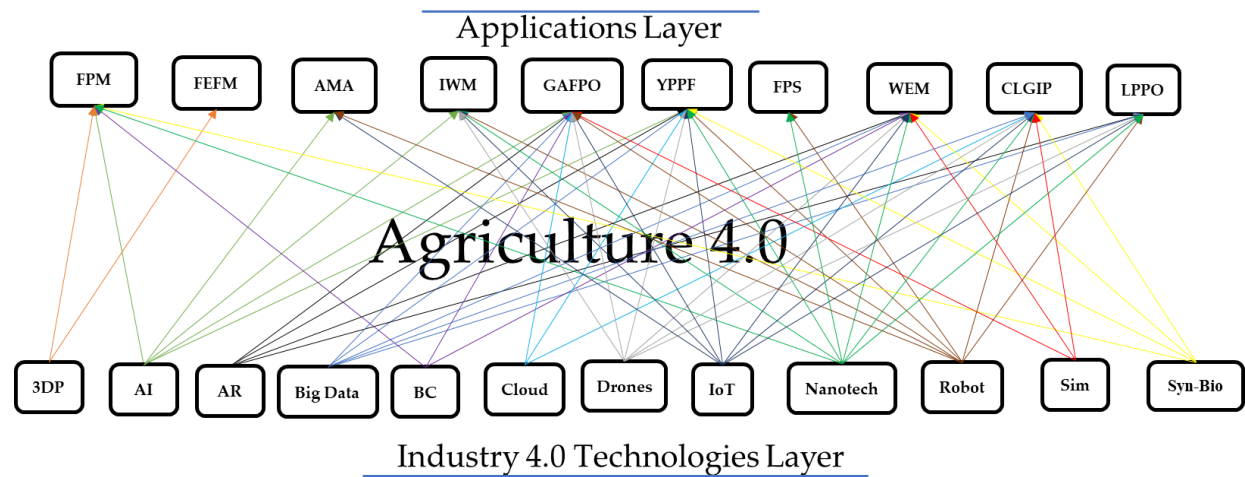 Applications Layer
FPM
FEFM
AMA
IWM
GAFPO
YPPF
FPS
WEM
CLGIP
LPPO
Agriculture 4.0
3DP
AI
AR
Big Data
BC
Cloud
Drones
IoT
Nanotech
Robot
Sim
Syn-Bio
Industry 4.0 Technologies Layer